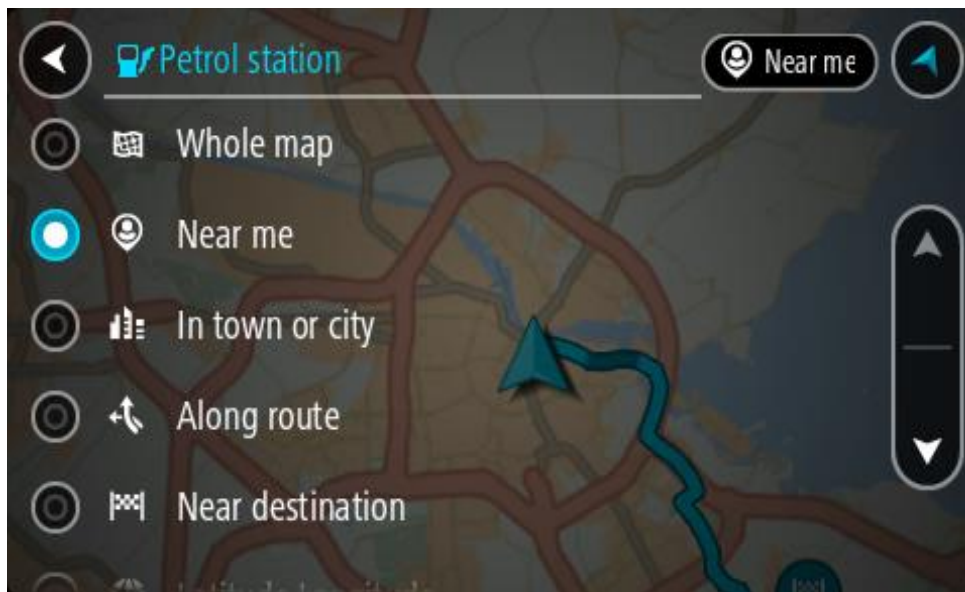 Petrol station
Near me
Whole map
Near me
In town or city
Along route
Near destination